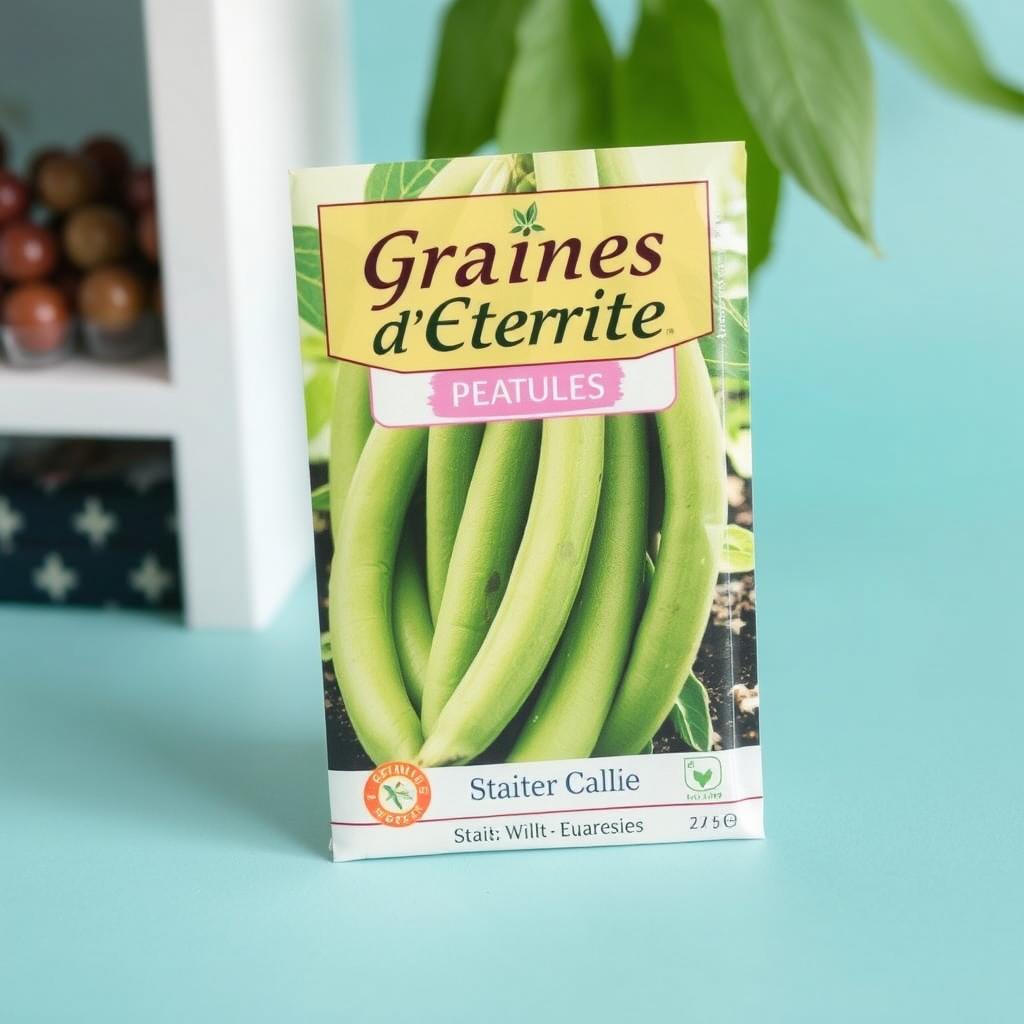 Graines
d'Eterrite
PEATULES
Staiter Callie
Stait: Willt - Euaresies